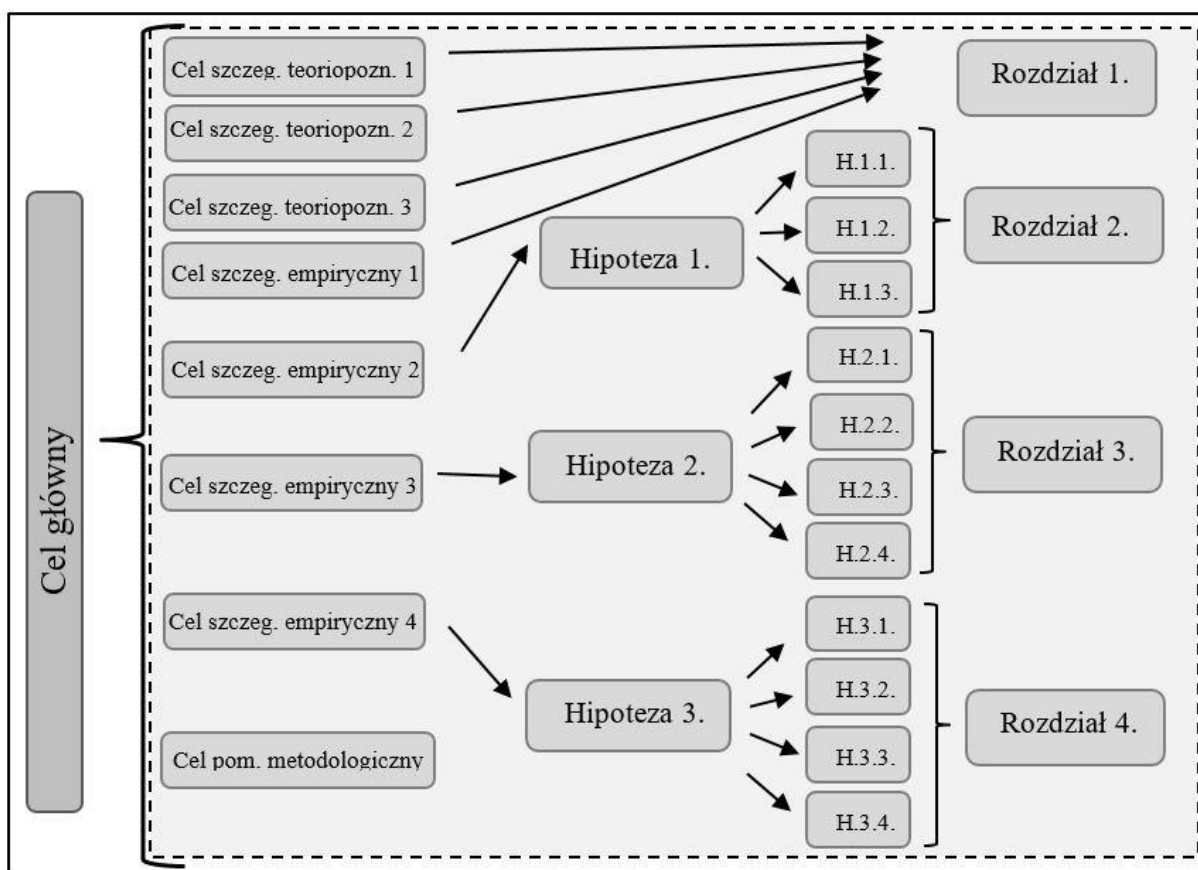 Cel główny
Cel szczeg. teoriopozn. 1
Cel szczeg. teoriopozn. 2
Cel szczeg. teoriopozn. 3
Cel szczeg. empiryczny 1
Cel szczeg. empiryczny 2
Cel szczeg. empiryczny 3
Cel szczeg. empiryczny 4
Cel pom. metodologiczny
Hipoteza 1.
Hipoteza 2.
Hipoteza 3.
H.1.1.
H.1.2.
H.1.3.
H.2.1.
H.2.2.
H.2.3.
H.2.4.
H.3.1.
H.3.2.
H.3.3.
H.3.4.
Rozdział 1.
Rozdział 2.
Rozdział 3.
Rozdział 4.